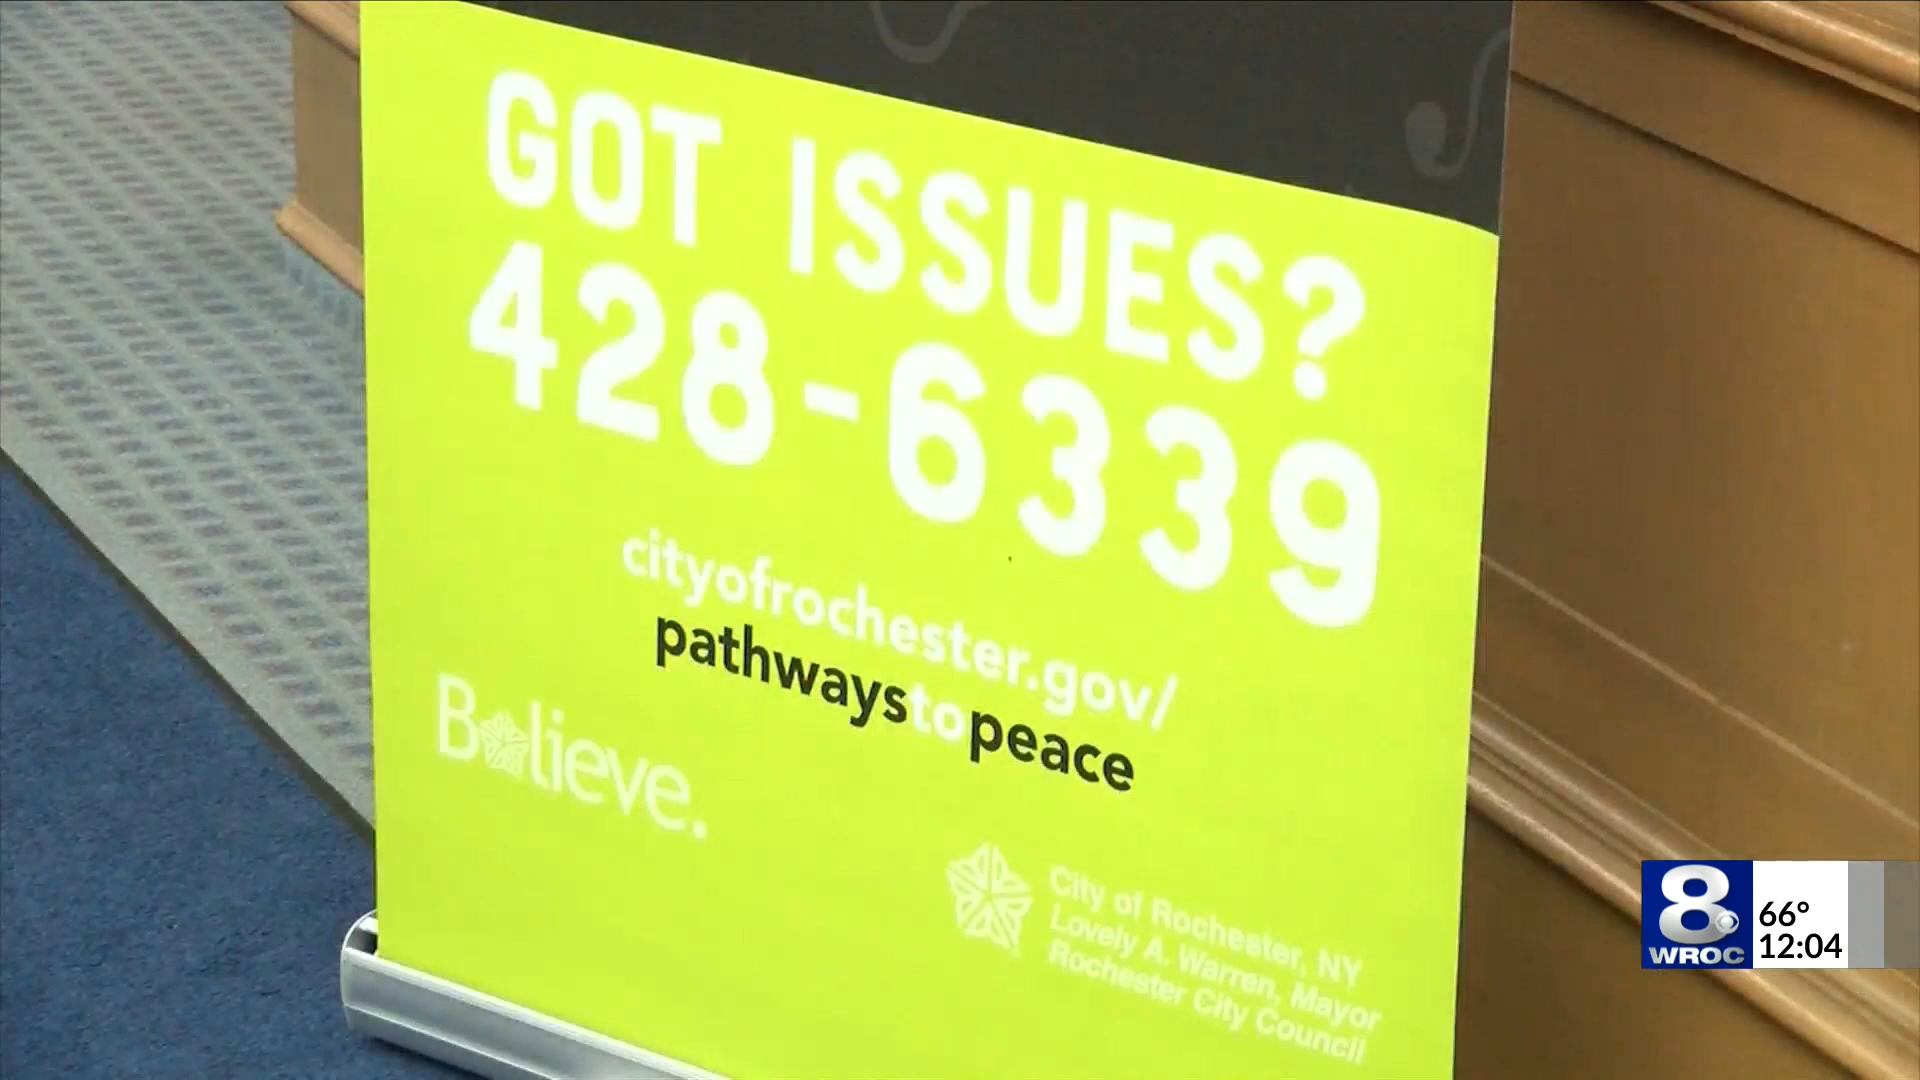 GOT ISSUES?
428-6339
cityofrochester.gov/
pathwaystopeace
Believe.
City of Rochester, NY
Lovely A. Warren, Mayor
Rochester City Council
8
WROC
66°
12:04